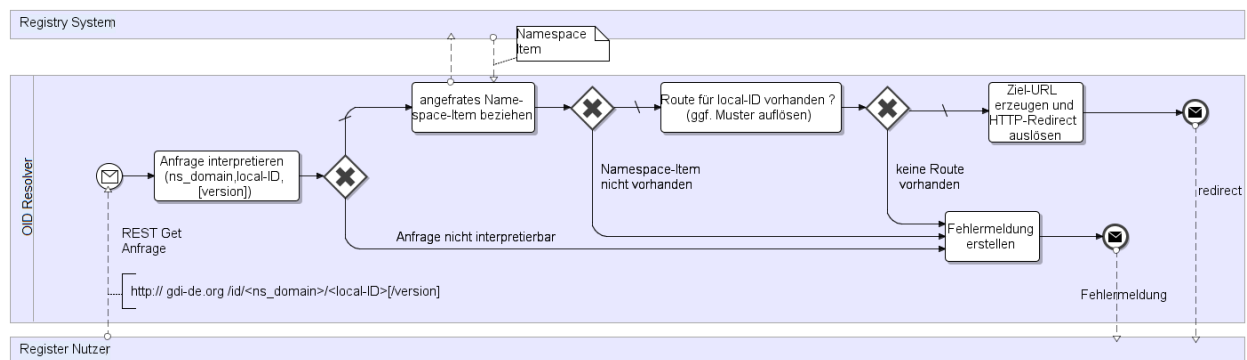 Registry System
Namespace
Item
OID Resolver
angefrates Name-
space-Item beziehen
Route für local-ID vorhanden ?
(ggf. Muster auflösen)
Ziel-URL
erzeugen und
HTTP-Redirect
auslösen
Anfrage interpretieren
(ns_domain,local-ID,
[version])
Namespace-Item
nicht vorhanden
keine Route
vorhanden
redirect
REST Get
Anfrage
Anfrage nicht interpretierbar
Fehlermeldung
erstellen
http:// gdi-de.org /id/<ns_domain>/<local-ID>[/version]
Fehlermeldung
Register Nutzer